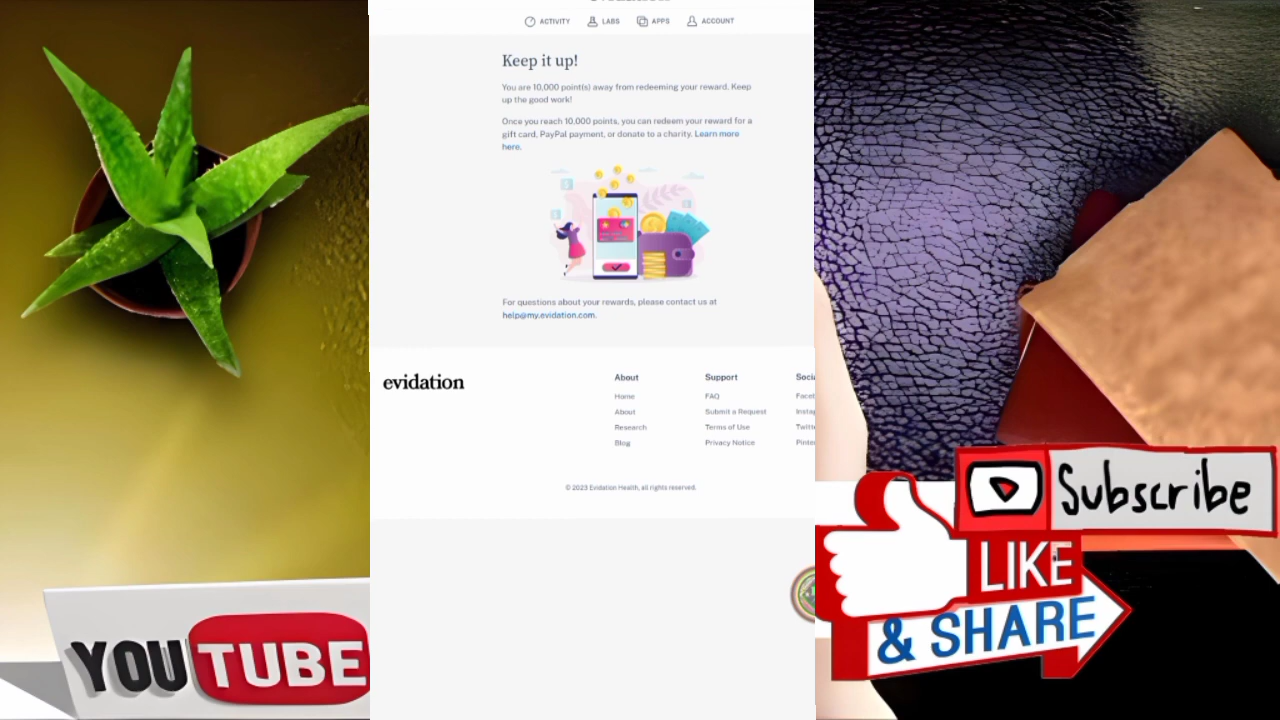 ACTIVITY LABS APPS ACCOUNT
Keep it up!
You are 10,000 point(s) away from redeeming your reward. Keep
up the good work!
Once you reach 10,000 points, you can redeem your reward for a
gift card, PayPal payment, or donate to a charity. Learn more
here.
For questions about your rewards, please contact us at
help@my.evidation.com.
evidation
About
Home
About
Research
Blog
Support
FAQ
Submit a Request
Terms of Use
Privacy Notice
© 2023 Evidation Health, all rights reserved.
YOUTUBE
Subscribe
LIKE
& SHARE